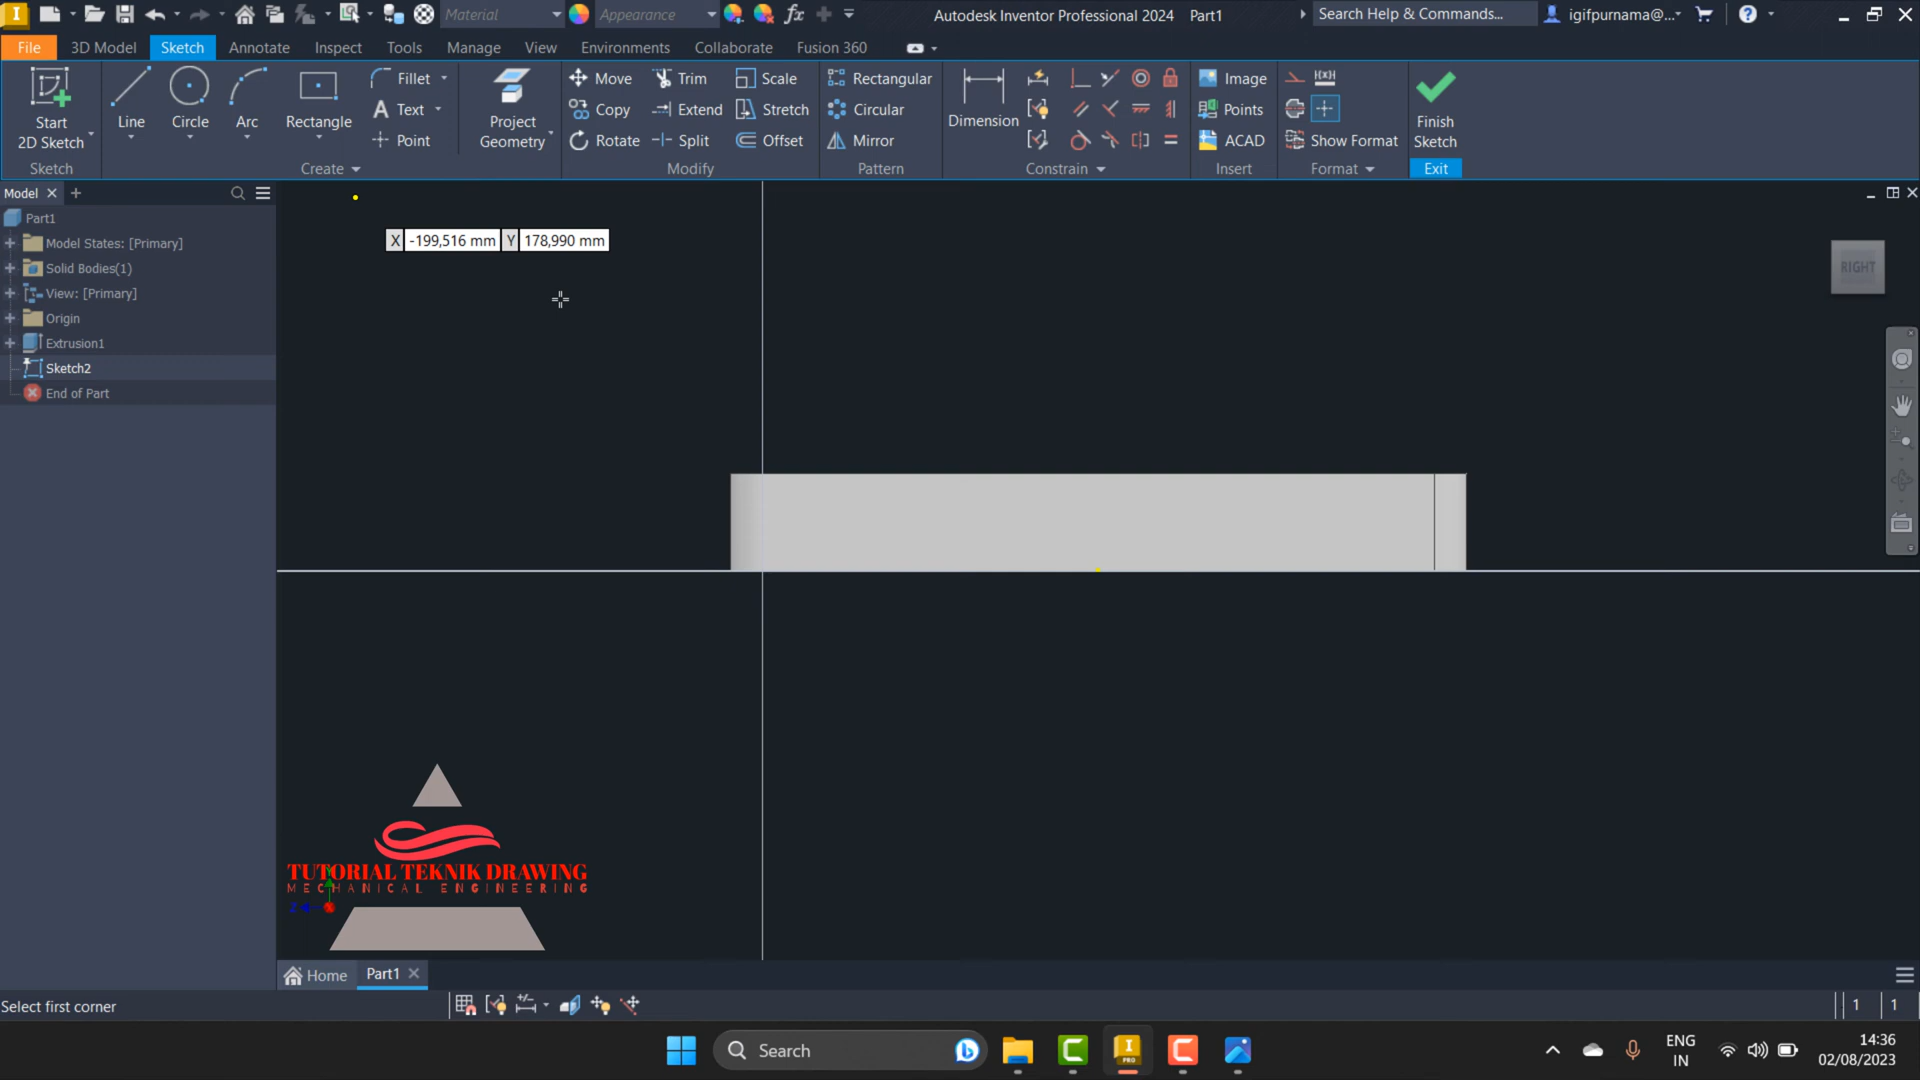 Material
Appearance
fx
Autodesk Inventor Professional 2024 Part1
Search Help & Commands...
igifpurnama@...
File
3D Model
Sketch
Annotate
Inspect
Tools
Manage
View
Environments
Collaborate
Fusion 360
Start
2D Sketch
Line
Circle
Arc
Rectangle
Fillet
Text
Point
Project
Geometry
Move
Copy
Rotate
Trim
Extend
Split
Scale
Stretch
Offset
Rectangular
Circular
Mirror
Dimension
Image
Points
ACAD
Show Format
Finish
Sketch
Sketch
Create
Modify
Pattern
Constrain
Insert
Format
Exit
Model
Part1
Model States: [Primary]
Solid Bodies(1)
View: [Primary]
Origin
Extrusion1
Sketch2
End of Part
X -199,516 mm Y 178,990 mm
RIGHT
TUTORIAL TEKNIK DRAWING
MECHANICAL ENGINEERING
Home
Part1
Select first corner
1 1
Search
ENG
IN
14:36
02/08/2023